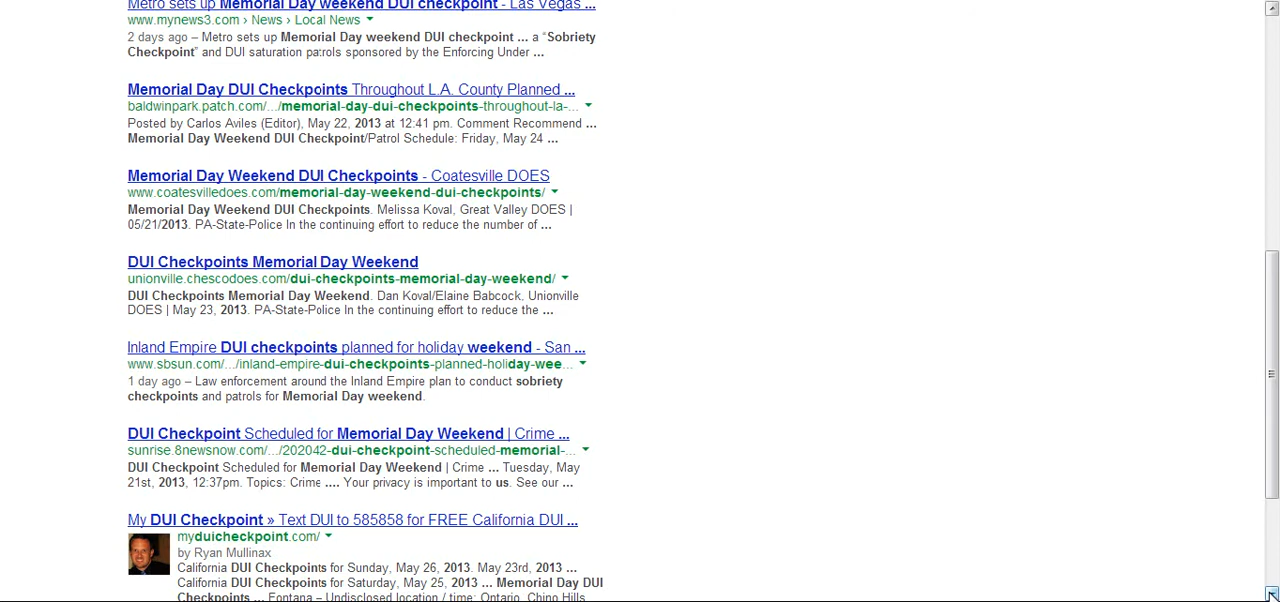 Metro sets up Memorial Day weekend DUI checkpoint - Las Vegas ...
www.mynews3.com › News › Local News
2 days ago – Metro sets up Memorial Day weekend DUI checkpoint ... a “Sobriety
Checkpoint” and DUI saturation patrols sponsored by the Enforcing Under ...
Memorial Day DUI Checkpoints Throughout L.A. County Planned ...
baldwinpark.patch.com/.../memorial-day-dui-checkpoints-throughout-la-...
Posted by Carlos Aviles (Editor), May 22, 2013 at 12:41 pm. Comment Recommend ...
Memorial Day Weekend DUI Checkpoint/Patrol Schedule: Friday, May 24 ...
Memorial Day Weekend DUI Checkpoints - Coatesville DOES
www.coatesvilledoes.com/memorial-day-weekend-dui-checkpoints/
Memorial Day Weekend DUI Checkpoints. Melissa Koval, Great Valley DOES |
05/21/2013. PA-State-Police In the continuing effort to reduce the number of ...
DUI Checkpoints Memorial Day Weekend
unionville.chescodoes.com/dui-checkpoints-memorial-day-weekend/
DUI Checkpoints Memorial Day Weekend. Dan Koval/Elaine Babcock, Unionville
DOES | May 23, 2013. PA-State-Police In the continuing effort to reduce the ...
Inland Empire DUI checkpoints planned for holiday weekend - San ...
www.sbsun.com/.../inland-empire-dui-checkpoints-planned-holiday-wee...
1 day ago – Law enforcement around the Inland Empire plan to conduct sobriety
checkpoints and patrols for Memorial Day weekend.
DUI Checkpoint Scheduled for Memorial Day Weekend | Crime ...
sunrise.8newsnow.com/.../202042-dui-checkpoint-scheduled-memorial-...
DUI Checkpoint Scheduled for Memorial Day Weekend | Crime ... Tuesday, May
21st, 2013, 12:37pm. Topics: Crime .... Your privacy is important to us. See our ...
My DUI Checkpoint » Text DUI to 585858 for FREE California DUI ...
myduicheckpoint.com/
by Ryan Mullinax
California DUI Checkpoints for Sunday, May 26, 2013. May 23rd, 2013 ...
California DUI Checkpoints for Saturday, May 25, 2013 ... Memorial Day DUI
Checkpoints ... Fontana – Undisclosed location / time; Ontario, Chino Hills